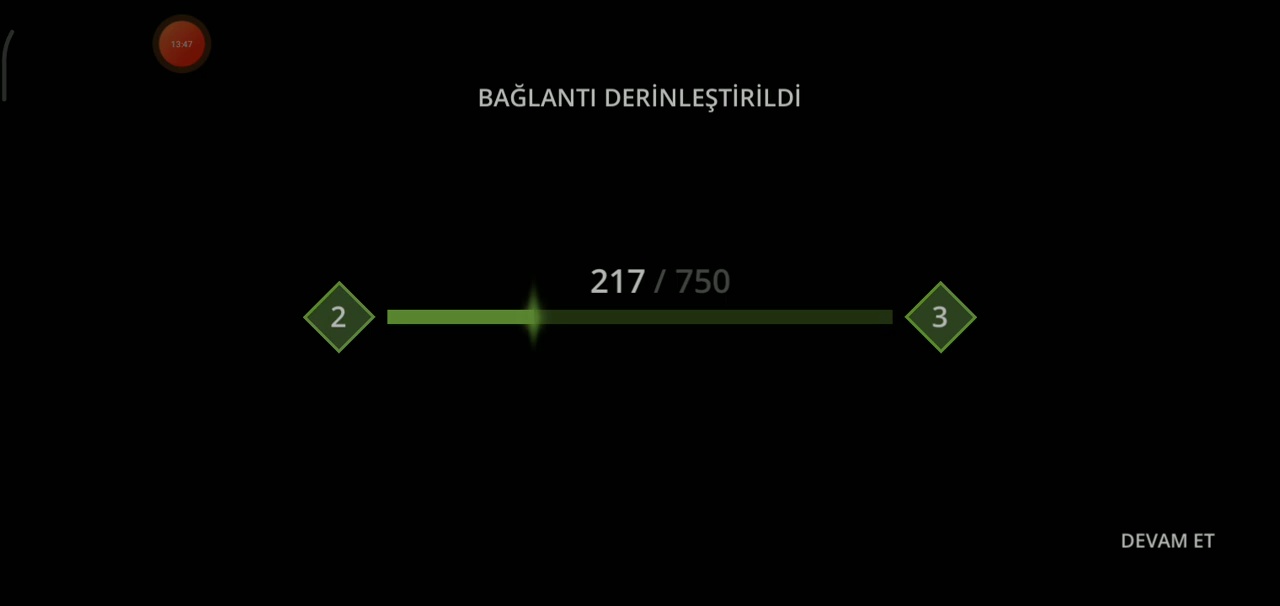 13:47
BAĞLANTI DERİNLEŞTİRİLDİ
217 / 750
2
3
DEVAM ET